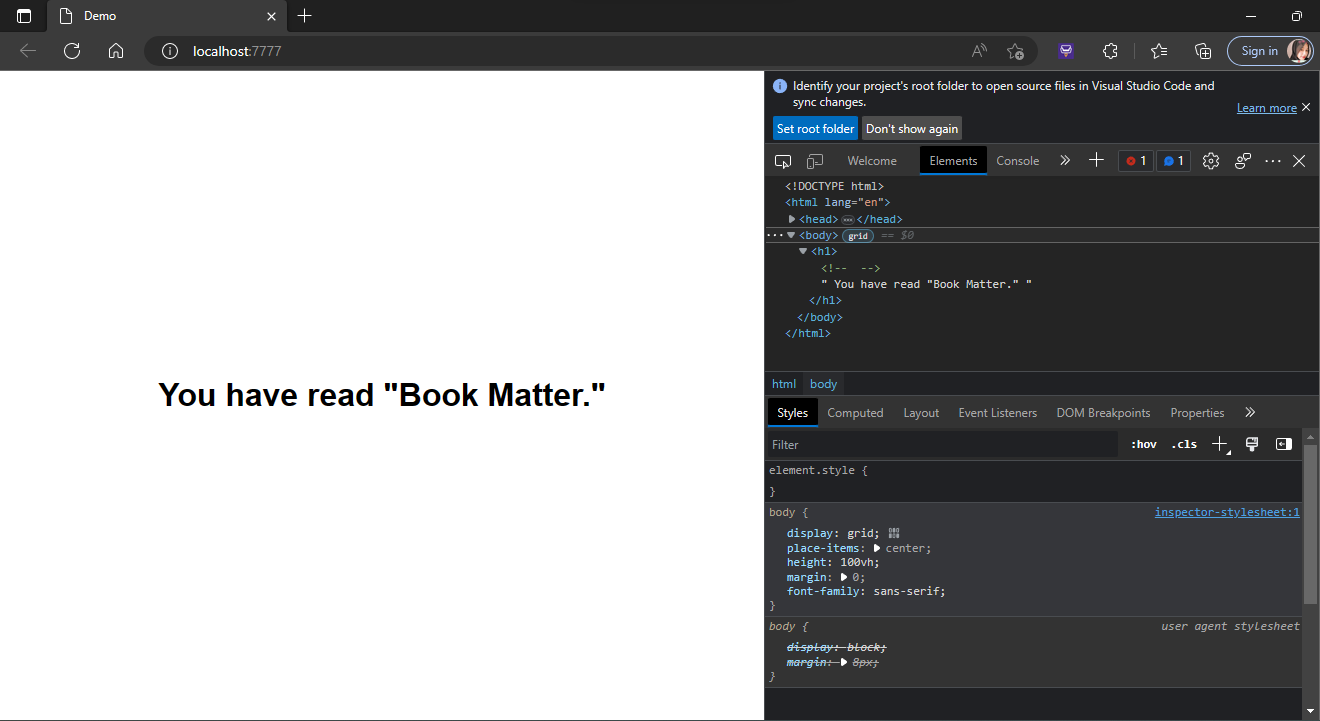 Demo
localhost:7777
Sign in
You have read "Book Matter."
Identify your project's root folder to open source files in Visual Studio Code and
sync changes.
Learn more
Set root folder Don't show again
Welcome Elements Console 1 1
<!DOCTYPE html>
<html lang="en">
<head> </head>
<body> grid == $0
<h1>
<!--  -->
" You have read "Book Matter." "
</h1>
</body>
</html>
html body
Styles Computed Layout Event Listeners DOM Breakpoints Properties
Filter :hov .cls
element.style {
}
body { inspector-stylesheet:1
display: grid;
place-items: center;
height: 100vh;
margin: 0;
font-family: sans-serif;
}
body { user agent stylesheet
display: block;
margin: 8px;
}